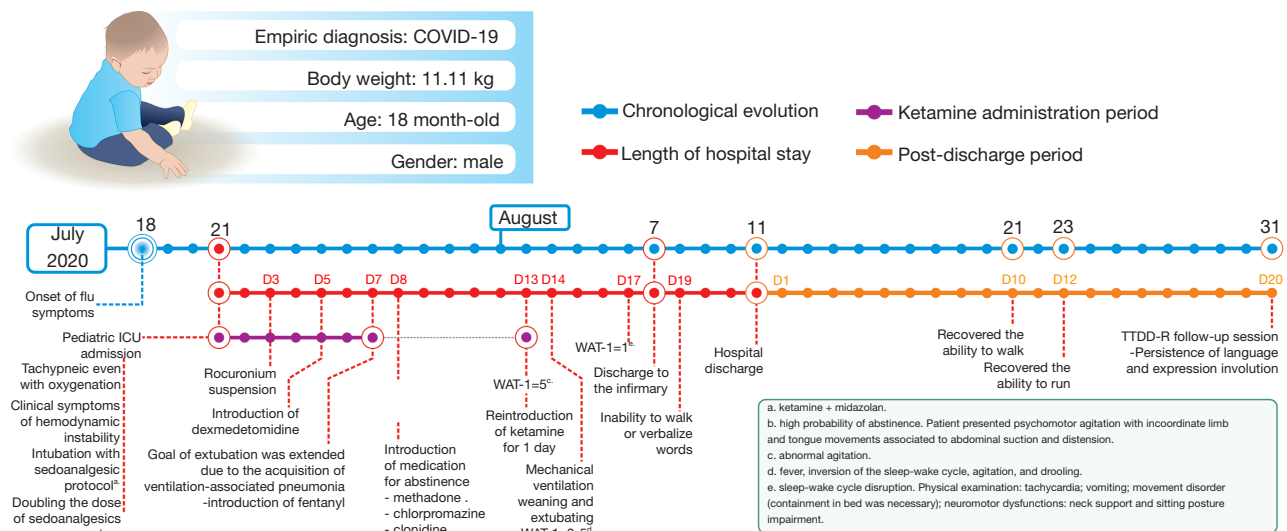 Empiric diagnosis: COVID-19
Body weight: 11.11 kg
Age: 18 month-old
Gender: male
Chronological evolution
Ketamine administration period
Length of hospital stay
Post-discharge period
July
2020
18
21
August
7
11
21
23
31
D3
D5
D7
D8
D13
D14
D17
D19
D1
D10
D12
D20
Onset of flu
symptoms
Pediatric ICU
admission
Tachypneic even
with oxygenation
Clinical symptoms
of hemodynamic
instability
Intubation with
sedoanalgesic
protocol a.
Doubling the dose
of sedoanalgesics
Rocuronium
suspension
Introduction of
dexmedetomidine
Goal of extubation was extended
due to the acquisition of
ventilation-associated pneumonia
-introduction of fentanyl
Introduction
of medication
for abstinence
- methadone .
- chlorpromazine
- clonidine
WAT-1=5c.
Reintroduction
of ketamine
for 1 day
Mechanical
ventilation
weaning and
extubating
WAT-1=1e.
Discharge to
the infirmary
Inability to walk
or verbalize
words
Hospital
discharge
Recovered the
ability to walk
Recovered the
ability to run
TTDD-R follow-up session
-Persistence of language
and expression involution
a. ketamine + midazolan.
b. high probability of abstinence. Patient presented psychomotor agitation with incoordinate limb
and tongue movements associated to abdominal suction and distension.
c. abnormal agitation.
d. fever, inversion of the sleep-wake cycle, agitation, and drooling.
e. sleep-wake cycle disruption. Physical examination: tachycardia; vomiting; movement disorder
(containment in bed was necessary); neuromotor dysfunctions: neck support and sitting posture
impairment.